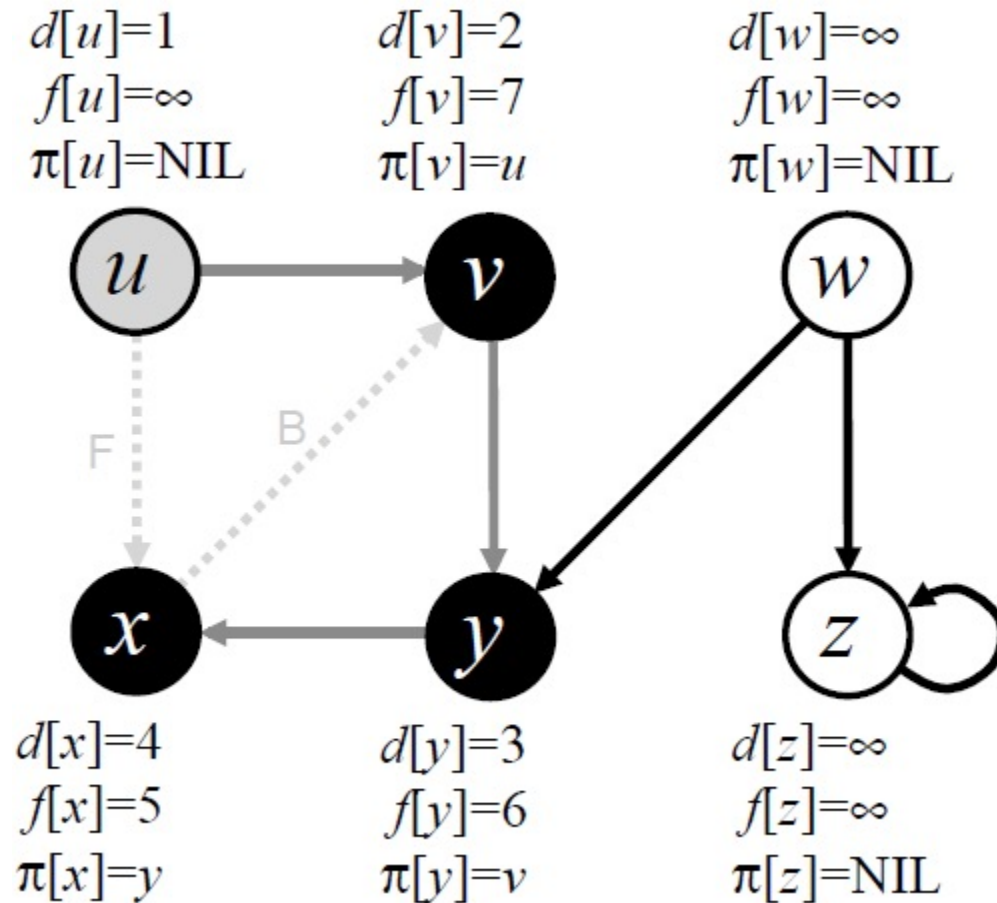 d[u]=1 d[v]=2 d[w]=∞
f[u]=∞ f[v]=7 f[w]=∞
π[u]=NIL π[v]=u π[w]=NIL
u v w
F B
x y z
d[x]=4 d[y]=3 d[z]=∞
f[x]=5 f[y]=6 f[z]=∞
π[x]=y π[y]=v π[z]=NIL